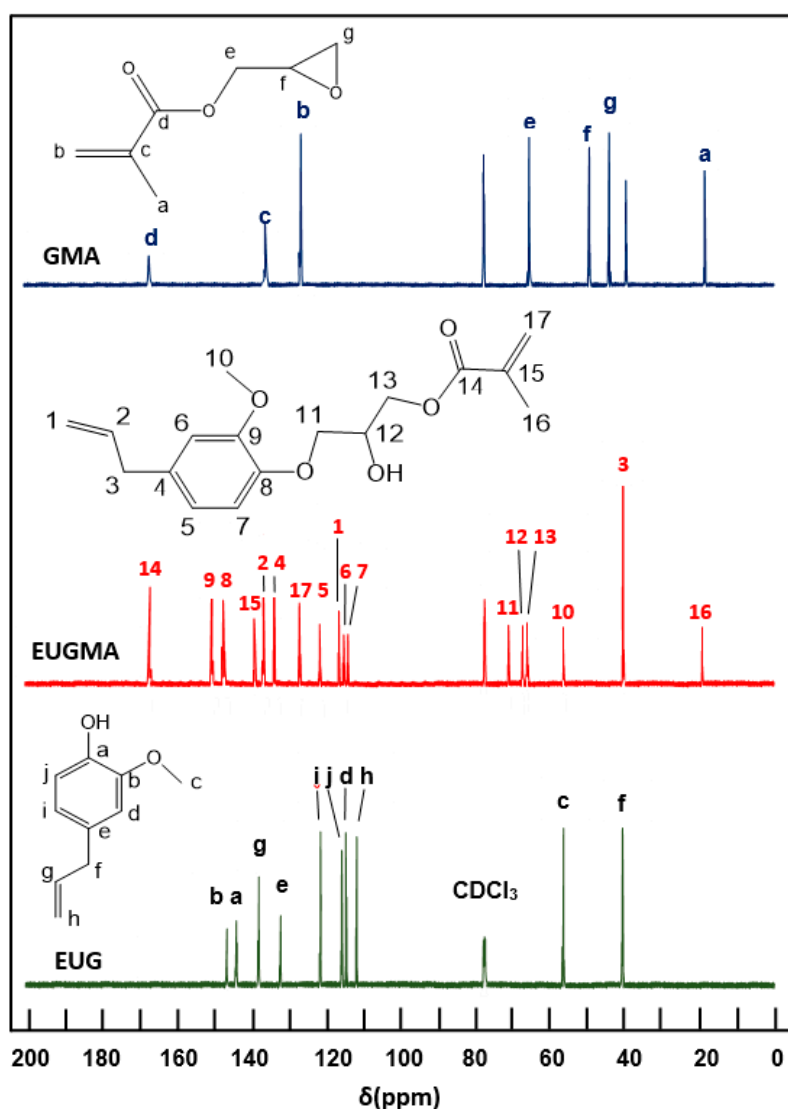 g
e
O
f
O
O
d
b
c
a
b
e
f
g
a
c
d
GMA
17
O
10
14
15
13
O
O
16
2
1
6
9
11
12
3
4
8
O
OH
5
7
3
1
12 13
14
9 8
2 4
17
5
6 7
15
11
10
16
EUGMA
OH
a
j
O
b
c
i
d
e
g
f
h
i j d h
c
f
g
b a
e
CDCl₃
EUG
200 180 160 140 120 100 80 60 40 20 0
δ(ppm)